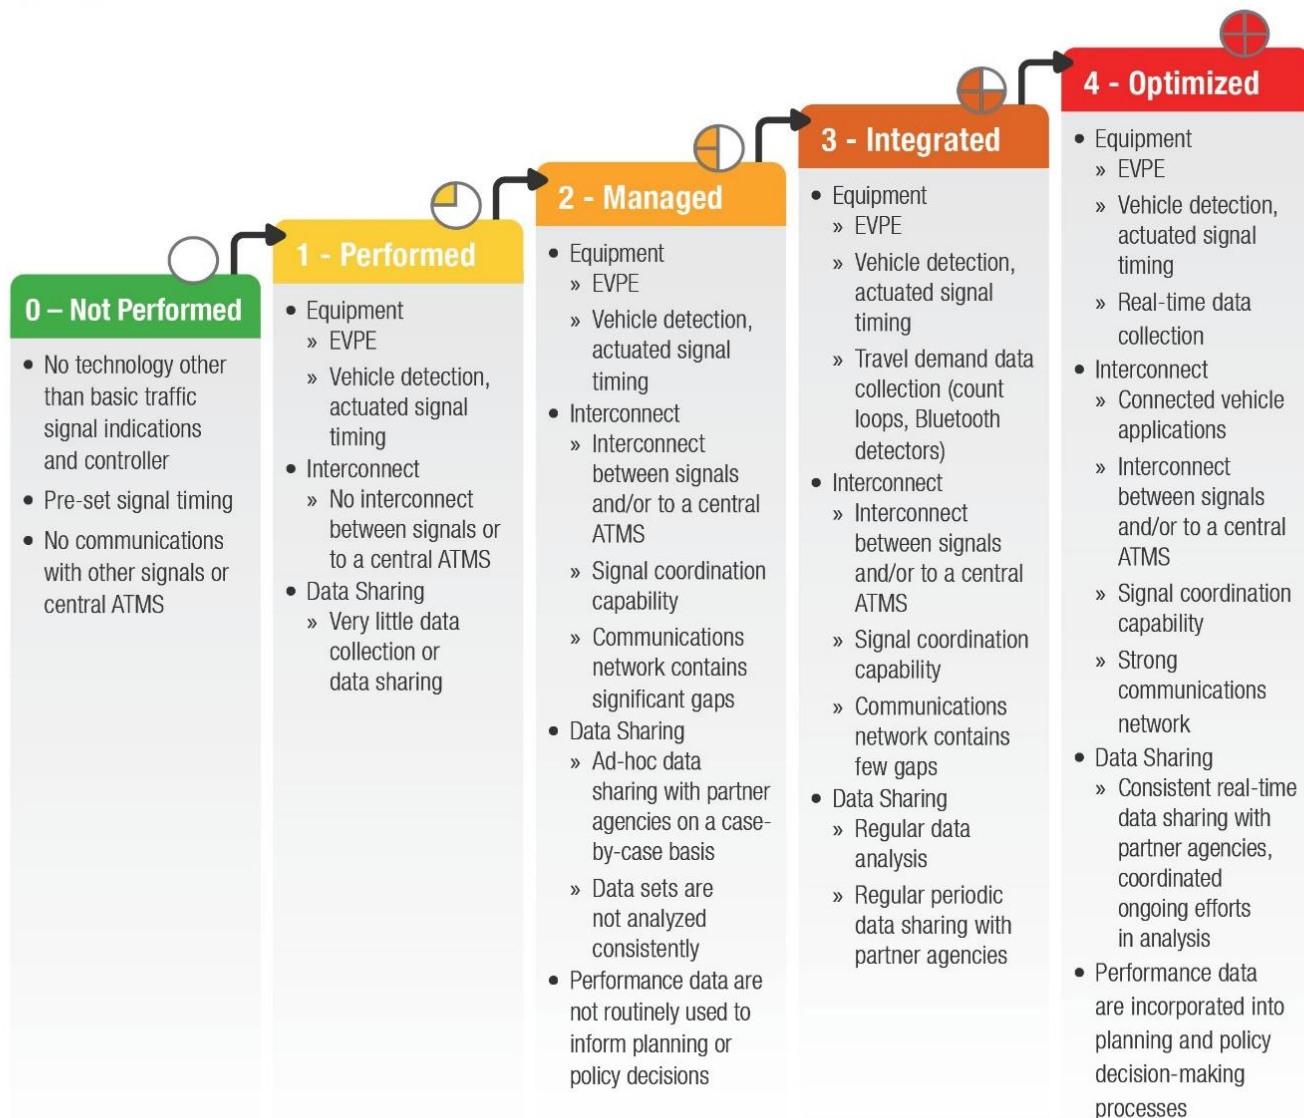 0 – Not Performed
• No technology other
than basic traffic
signal indications
and controller
• Pre-set signal timing
• No communications
with other signals or
central ATMS
1 - Performed
• Equipment
» EVPE
» Vehicle detection,
actuated signal
timing
• Interconnect
» No interconnect
between signals or
to a central ATMS
• Data Sharing
» Very little data
collection or
data sharing
2 - Managed
• Equipment
» EVPE
» Vehicle detection,
actuated signal
timing
• Interconnect
» Interconnect
between signals
and/or to a central
ATMS
» Signal coordination
capability
» Communications
network contains
significant gaps
• Data Sharing
» Ad-hoc data
sharing with partner
agencies on a case-
by-case basis
» Data sets are
not analyzed
consistently
• Performance data are
not routinely used to
inform planning or
policy decisions
3 - Integrated
• Equipment
» EVPE
» Vehicle detection,
actuated signal
timing
» Travel demand data
collection (count
loops, Bluetooth
detectors)
• Interconnect
» Interconnect
between signals
and/or to a central
ATMS
» Signal coordination
capability
» Communications
network contains
few gaps
• Data Sharing
» Regular data
analysis
» Regular periodic
data sharing with
partner agencies
4 - Optimized
• Equipment
» EVPE
» Vehicle detection,
actuated signal
timing
» Real-time data
collection
• Interconnect
» Connected vehicle
applications
» Interconnect
between signals
and/or to a central
ATMS
» Signal coordination
capability
» Strong
communications
network
• Data Sharing
» Consistent real-time
data sharing with
partner agencies,
coordinated
ongoing efforts
in analysis
• Performance data
are incorporated into
planning and policy
decision-making
processes